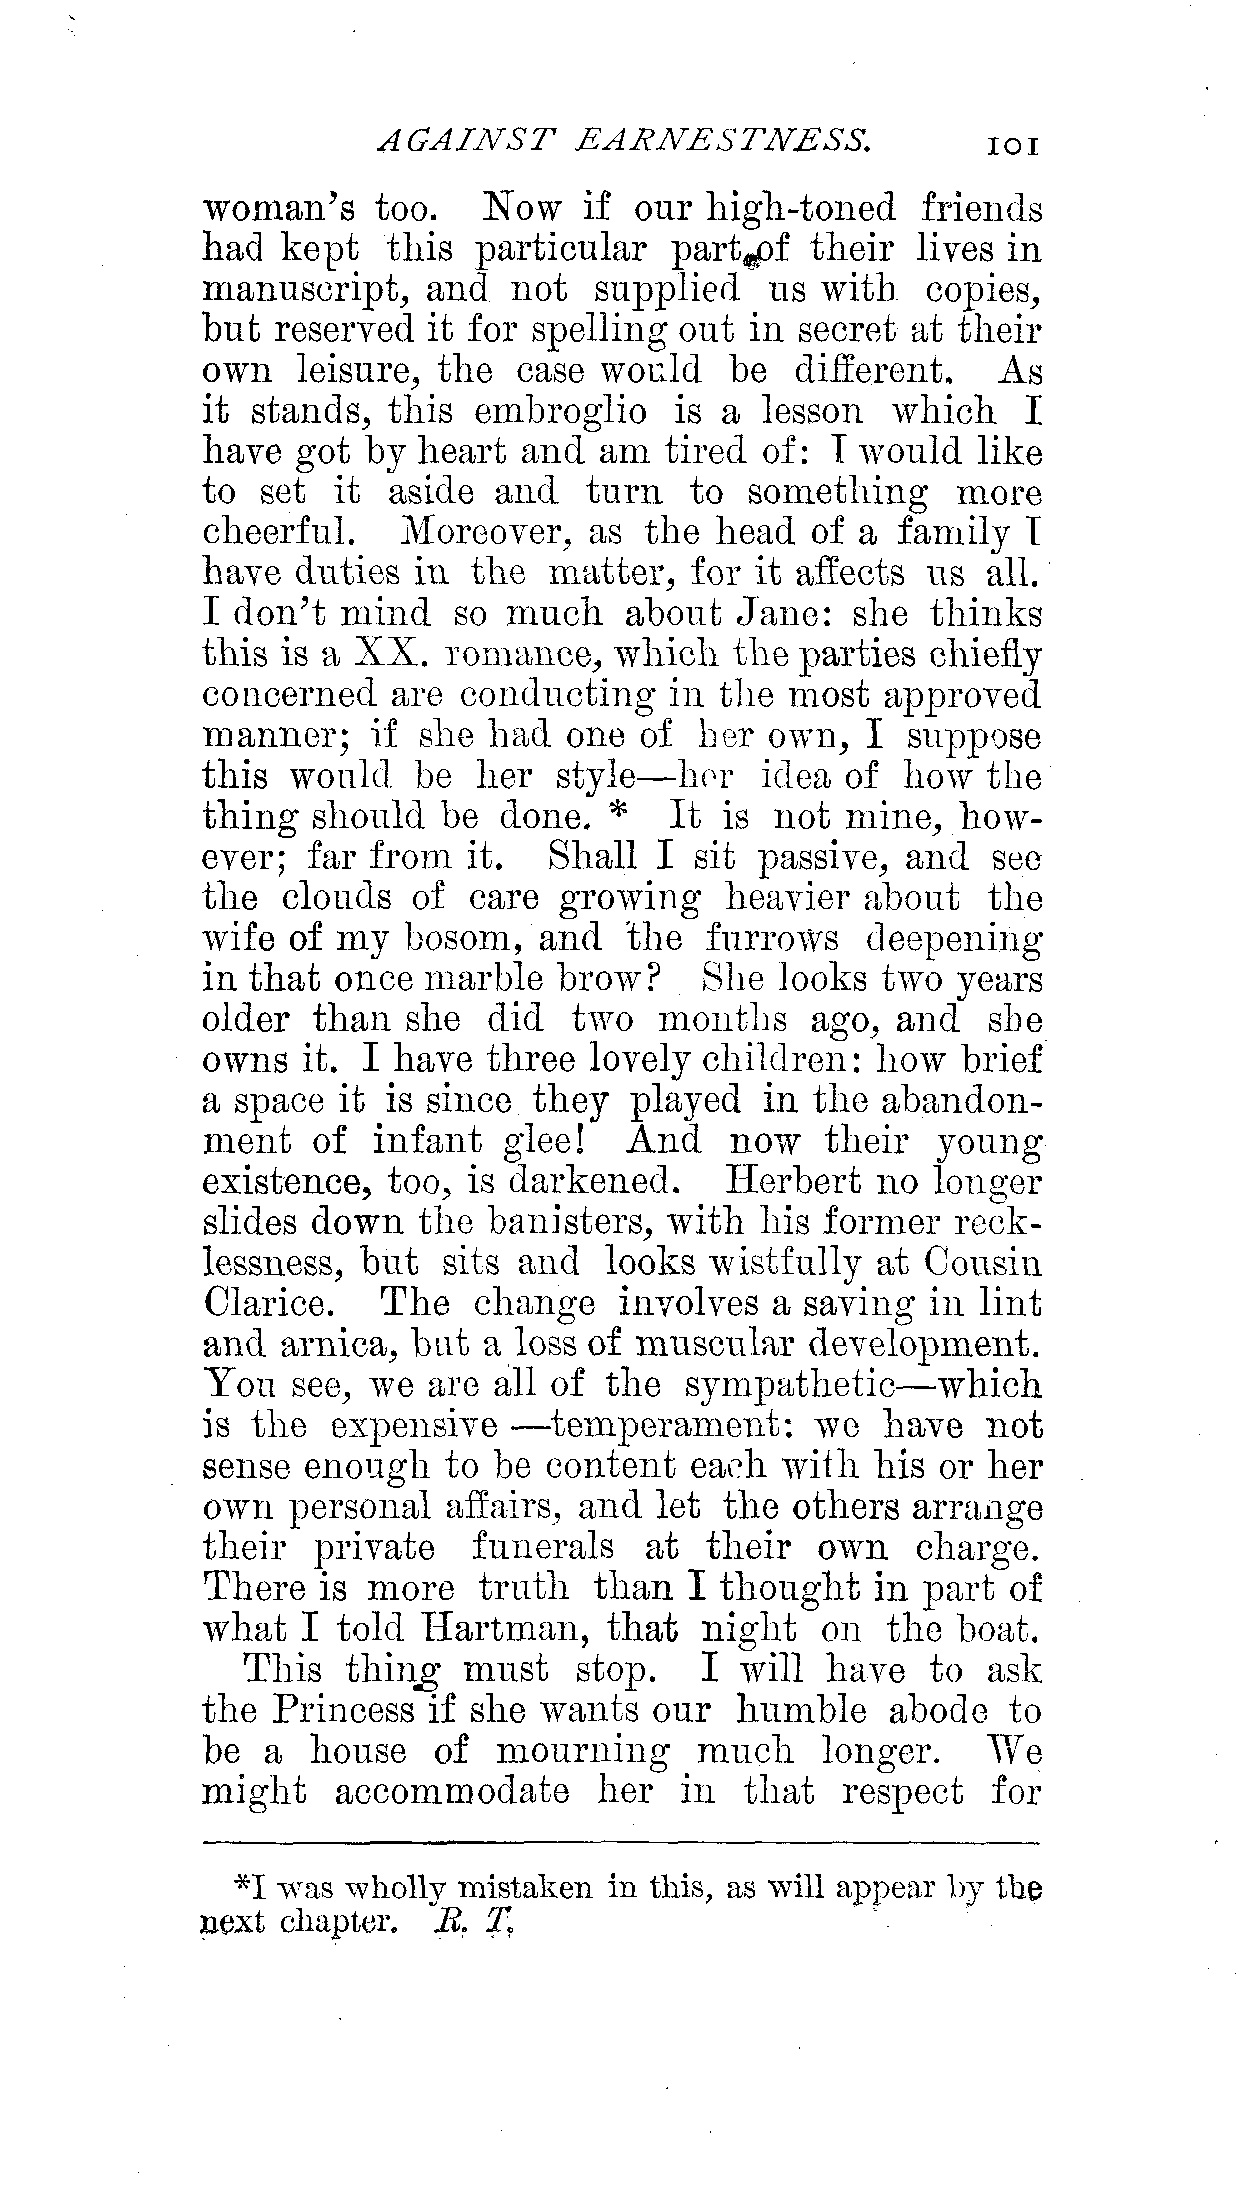 AGAINST EARNESTNESS. 101
woman's too. Now if our high-toned friends
had kept this particular part of their lives in
manuscript, and not supplied us with copies,
but reserved it for spelling out in secret at their
own leisure, the case would be different. As
it stands, this embroglio is a lesson which I
have got by heart and am tired of: I would like
to set it aside and turn to something more
cheerful. Moreover, as the head of a family I
have duties in the matter, for it affects us all.
I don't mind so much about Jane: she thinks
this is a XX. romance, which the parties chiefly
concerned are conducting in the most approved
manner; if she had one of her own, I suppose
this would be her style—her idea of how the
thing should be done. * It is not mine, how-
ever; far from it. Shall I sit passive, and see
the clouds of care growing heavier about the
wife of my bosom, and the furrows deepening
in that once marble brow? She looks two years
older than she did two months ago, and she
owns it. I have three lovely children: how brief
a space it is since they played in the abandon-
ment of infant glee! And now their young
existence, too, is darkened. Herbert no longer
slides down the banisters, with his former reck-
lessness, but sits and looks wistfully at Cousin
Clarice. The change involves a saving in lint
and arnica, but a loss of muscular development.
You see, we are all of the sympathetic—which
is the expensive —temperament: we have not
sense enough to be content each with his or her
own personal affairs, and let the others arrange
their private funerals at their own charge.
There is more truth than I thought in part of
what I told Hartman, that night on the boat.
This thing must stop. I will have to ask
the Princess if she wants our humble abode to
be a house of mourning much longer. We
might accommodate her in that respect for
*I was wholly mistaken in this, as will appear by the
next chapter. R. T.